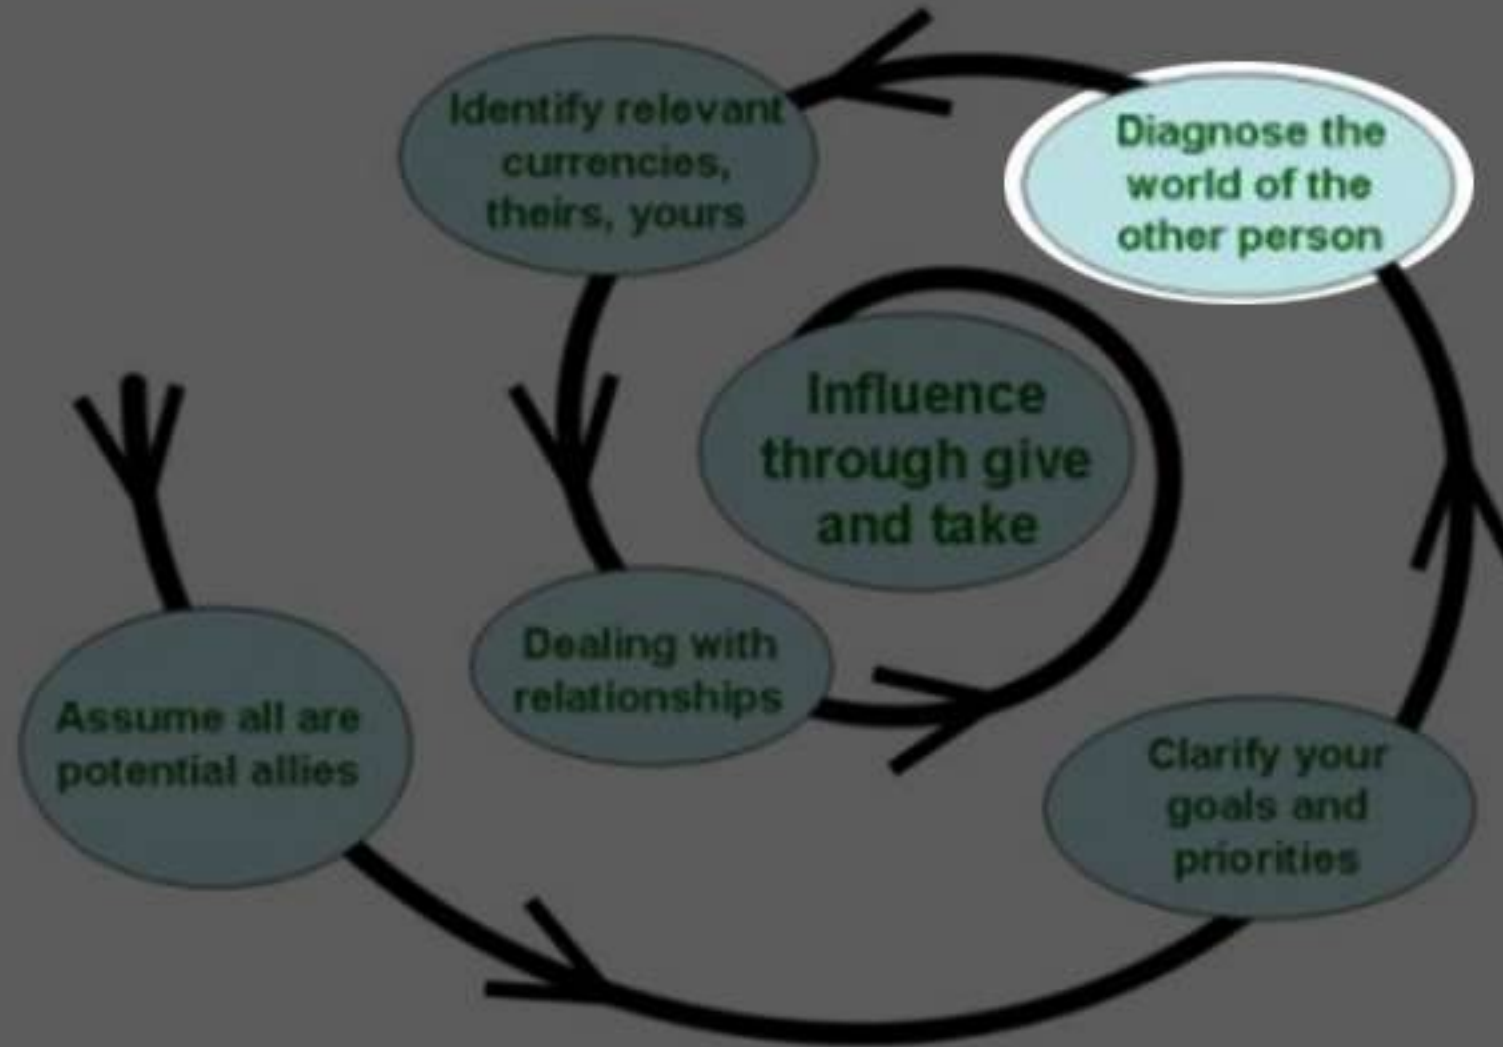 Identify relevant
currencies,
theirs, yours
Diagnose the
world of the
other person
Influence
through give
and take
Dealing with
relationships
Assume all are
potential allies
Clarify your
goals and
priorities